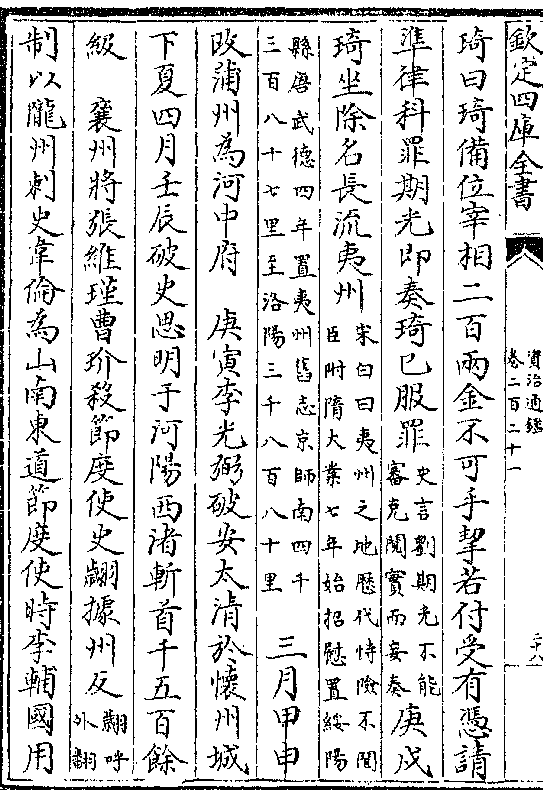 欽定四庫全書
資治通鑑
卷二百二十一
二十八
琦曰琦備位宰相二百兩金不可手挈若付受有憑請
準律科罪期光即奏琦已服罪史言劉期光不能審克閱實而妄奏庚戌
琦坐除名長流夷州宋白曰夷州之地歷代恃險不聞臣附隋大業七年始招慰置綏陽
縣唐武德四年置夷州舊志京師南四千三百八十七里至洛陽三千八百八十里三月甲申
改蒲州為河中府　庚寅李光弼破安太清於懷州城
下夏四月壬辰破史思明于河陽西渚斬首千五百餘
級　襄州將張維瑾曹玠殺節度使史翽據州反翽呼外翻
制以隴州刺史韋倫為山南東道節度使時李輔國用